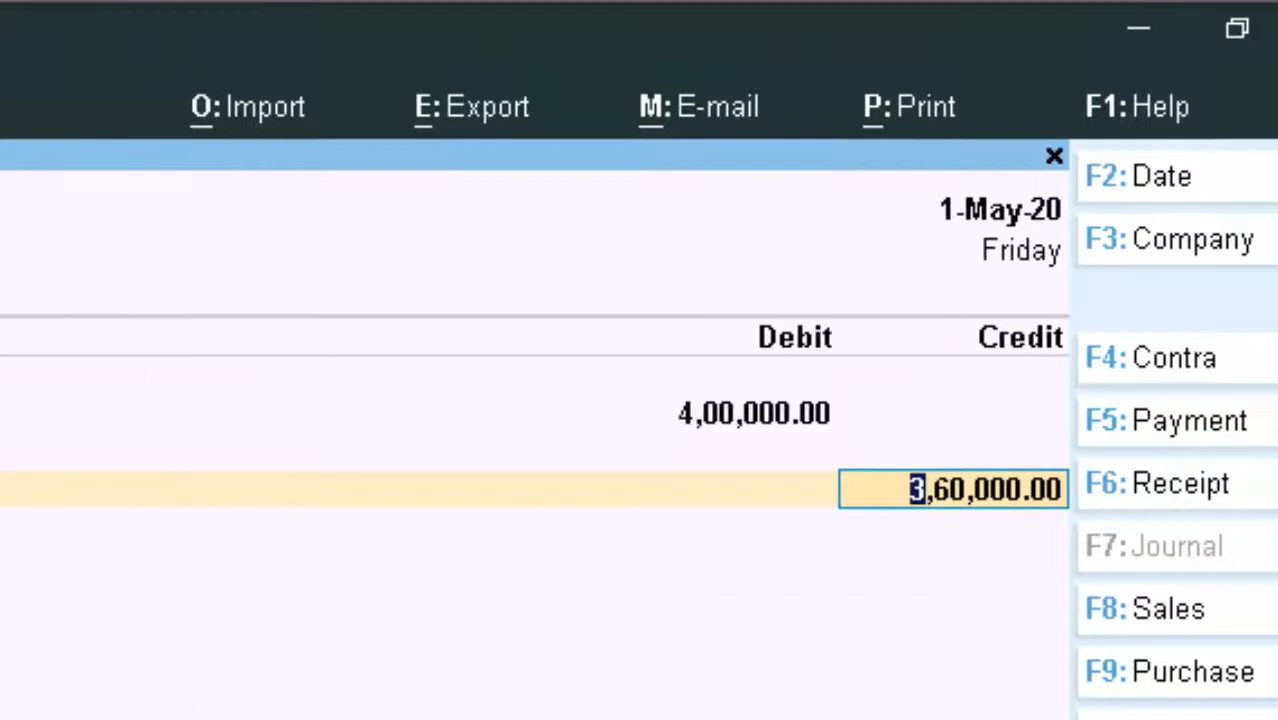 O: Import E: Export M: E-mail P: Print F1: Help
F2: Date
1-May-20
Friday
F3: Company
Debit Credit
F4: Contra
4,00,000.00
F5: Payment
3,60,000.00
F6: Receipt
F7: Journal
F8: Sales
F9: Purchase